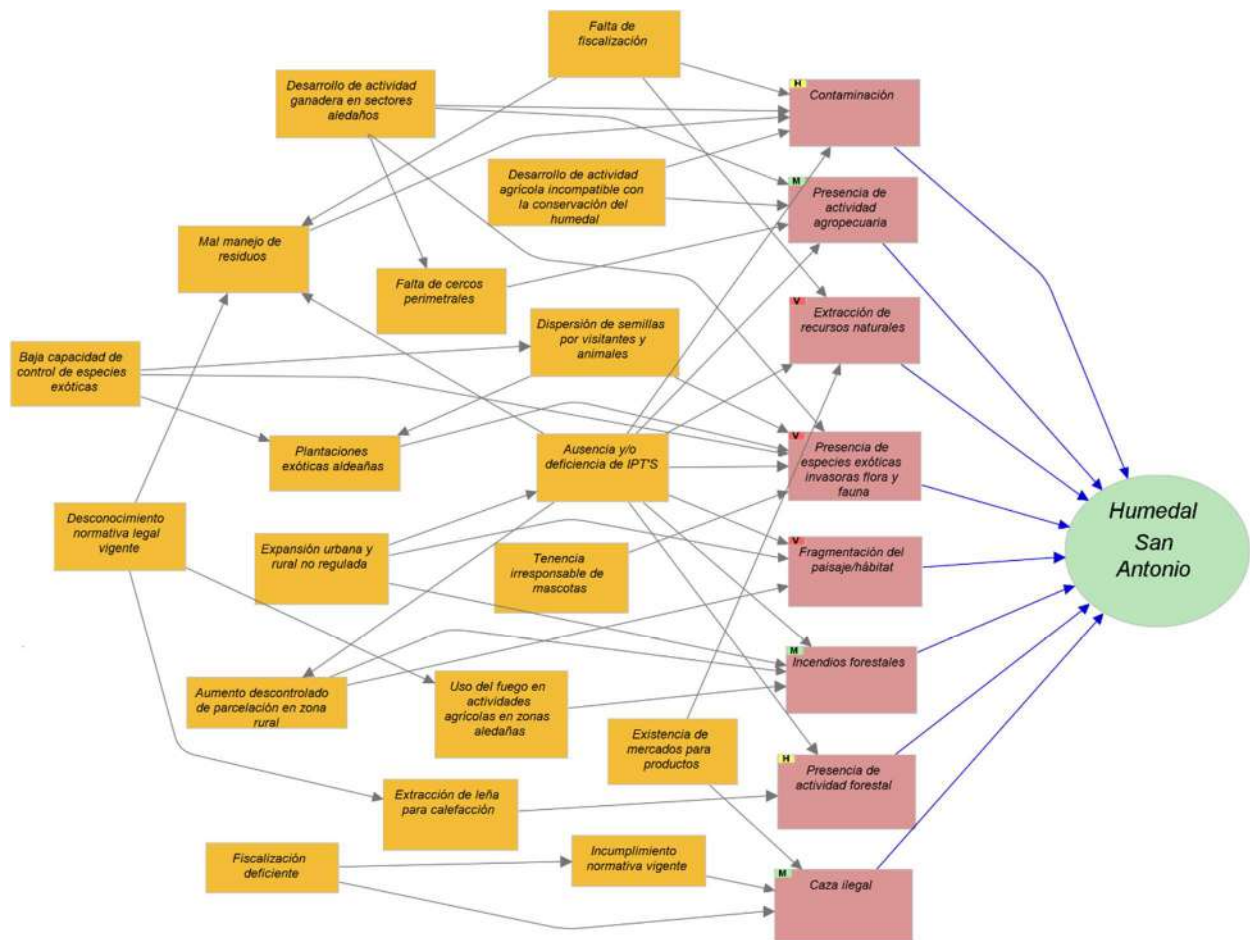 Falta de
fiscalización
Desarrollo de actividad
ganadera en sectores
aledaños
H
Contaminación
Desarrollo de actividad
agrícola incompatible con
la conservación del
humedal
M
Presencia de
actividad
agropecuaria
Mal manejo de
residuos
Falta de cercos
perimetrales
V
Extracción de
recursos naturales
Dispersión de semillas
por visitantes y
animales
Baja capacidad de
control de especies
exóticas
Plantaciones
exóticas aldeañas
Ausencia y/o
deficiencia de IPT'S
V
Presencia de
especies exóticas
invasoras flora y
fauna
Humedal
San
Antonio
Desconocimiento
normativa legal
vigente
Expansión urbana y
rural no regulada
Tenencia
irresponsable de
mascotas
V
Fragmentación del
paisaje/hábitat
Aumento descontrolado
de parcelación en zona
rural
Uso del fuego en
actividades
agrícolas en zonas
aledañas
M
Incendios forestales
Existencia de
mercados para
productos
H
Presencia de
actividad forestal
Extracción de leña
para calefacción
Fiscalización
deficiente
Incumplimiento
normativa vigente
M
Caza ilegal